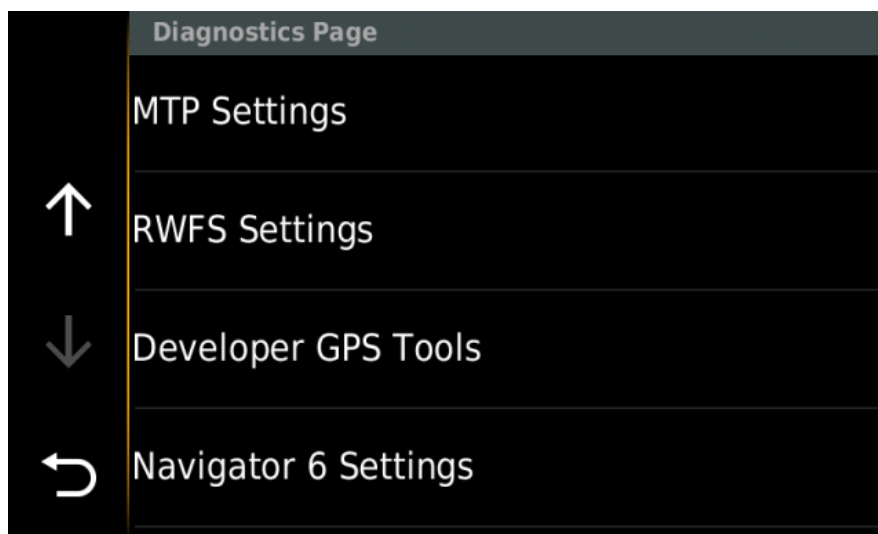 Diagnostics Page
MTP Settings
RWFS Settings
Developer GPS Tools
Navigator 6 Settings